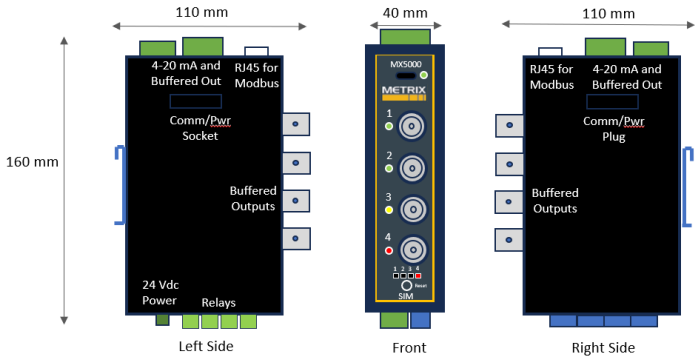 110 mm
40 mm
110 mm
160 mm
4-20 mA and
Buffered Out
RJ45 for
Modbus
Comm/Pwr
Socket
Buffered
Outputs
24 Vdc
Power
Relays
Left Side
MX5000
METRIX
1
2
3
4
1 2 3 4
Reset
SIM
Front
RJ45 for
Modbus
4-20 mA and
Buffered Out
Comm/Pwr
Plug
Buffered
Outputs
Right Side